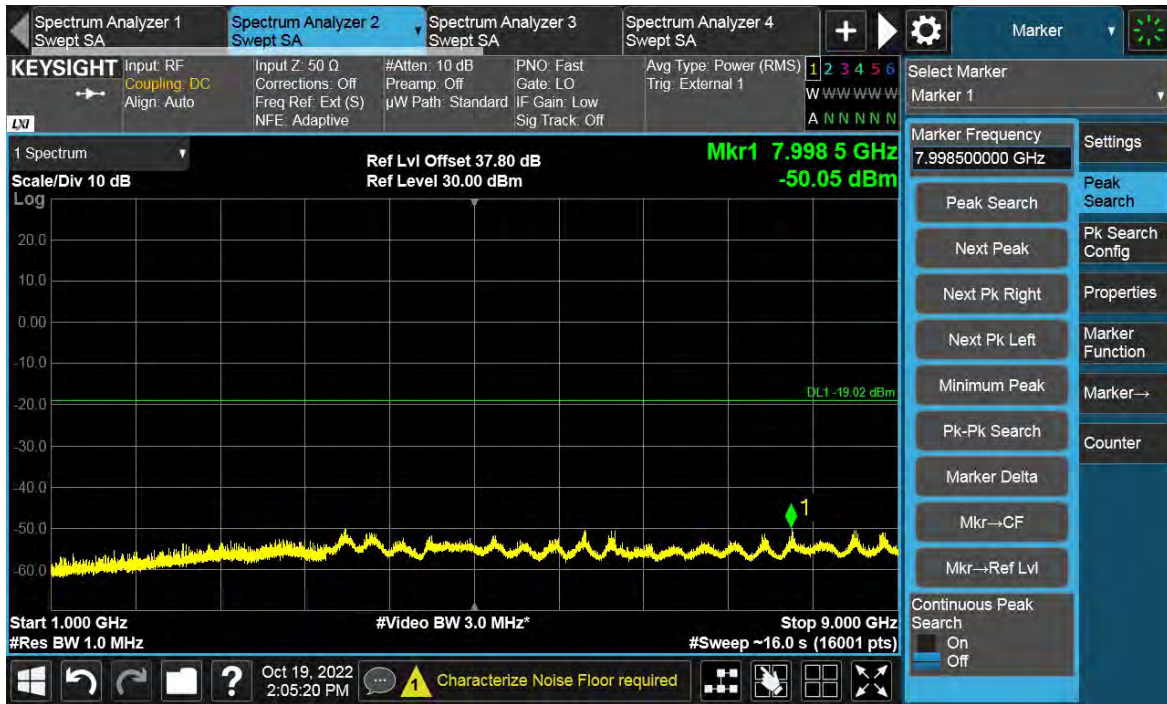 Spectrum Analyzer 1
Swept SA
Spectrum Analyzer 2
Swept SA
Spectrum Analyzer 3
Swept SA
Spectrum Analyzer 4
Swept SA
+
Marker
KEYSIGHT
LXI
Input: RF
Coupling: DC
Align: Auto
Input Z: 50 Ω
Corrections: Off
Freq Ref: Ext (S)
NFE: Adaptive
#Atten: 10 dB
Preamp: Off
µW Path: Standard
PNO: Fast
Gate: LO
IF Gain: Low
Sig Track: Off
Avg Type: Power (RMS)
Trig: External 1
1 2 3 4 5 6
W W W W W W
A N N N N N
Select Marker
Marker 1
1 Spectrum
Scale/Div 10 dB
Log
Ref Lvl Offset 37.80 dB
Ref Level 30.00 dBm
Mkr1 7.998 5 GHz
-50.05 dBm
20.0
10.0
0.00
-10.0
-20.0
-30.0
-40.0
-50.0
-60.0
DL1 -19.02 dBm
1
Start 1.000 GHz
#Res BW 1.0 MHz
#Video BW 3.0 MHz*
Stop 9.000 GHz
#Sweep ~16.0 s (16001 pts)
Marker Frequency
7.998500000 GHz
Peak Search
Next Peak
Next Pk Right
Next Pk Left
Minimum Peak
Pk-Pk Search
Marker Delta
Mkr→CF
Mkr→Ref Lvl
Continuous Peak
Search
On
Off
Settings
Peak
Search
Pk Search
Config
Properties
Marker
Function
Marker→
Counter
?
Oct 19, 2022
2:05:20 PM
1
Characterize Noise Floor required